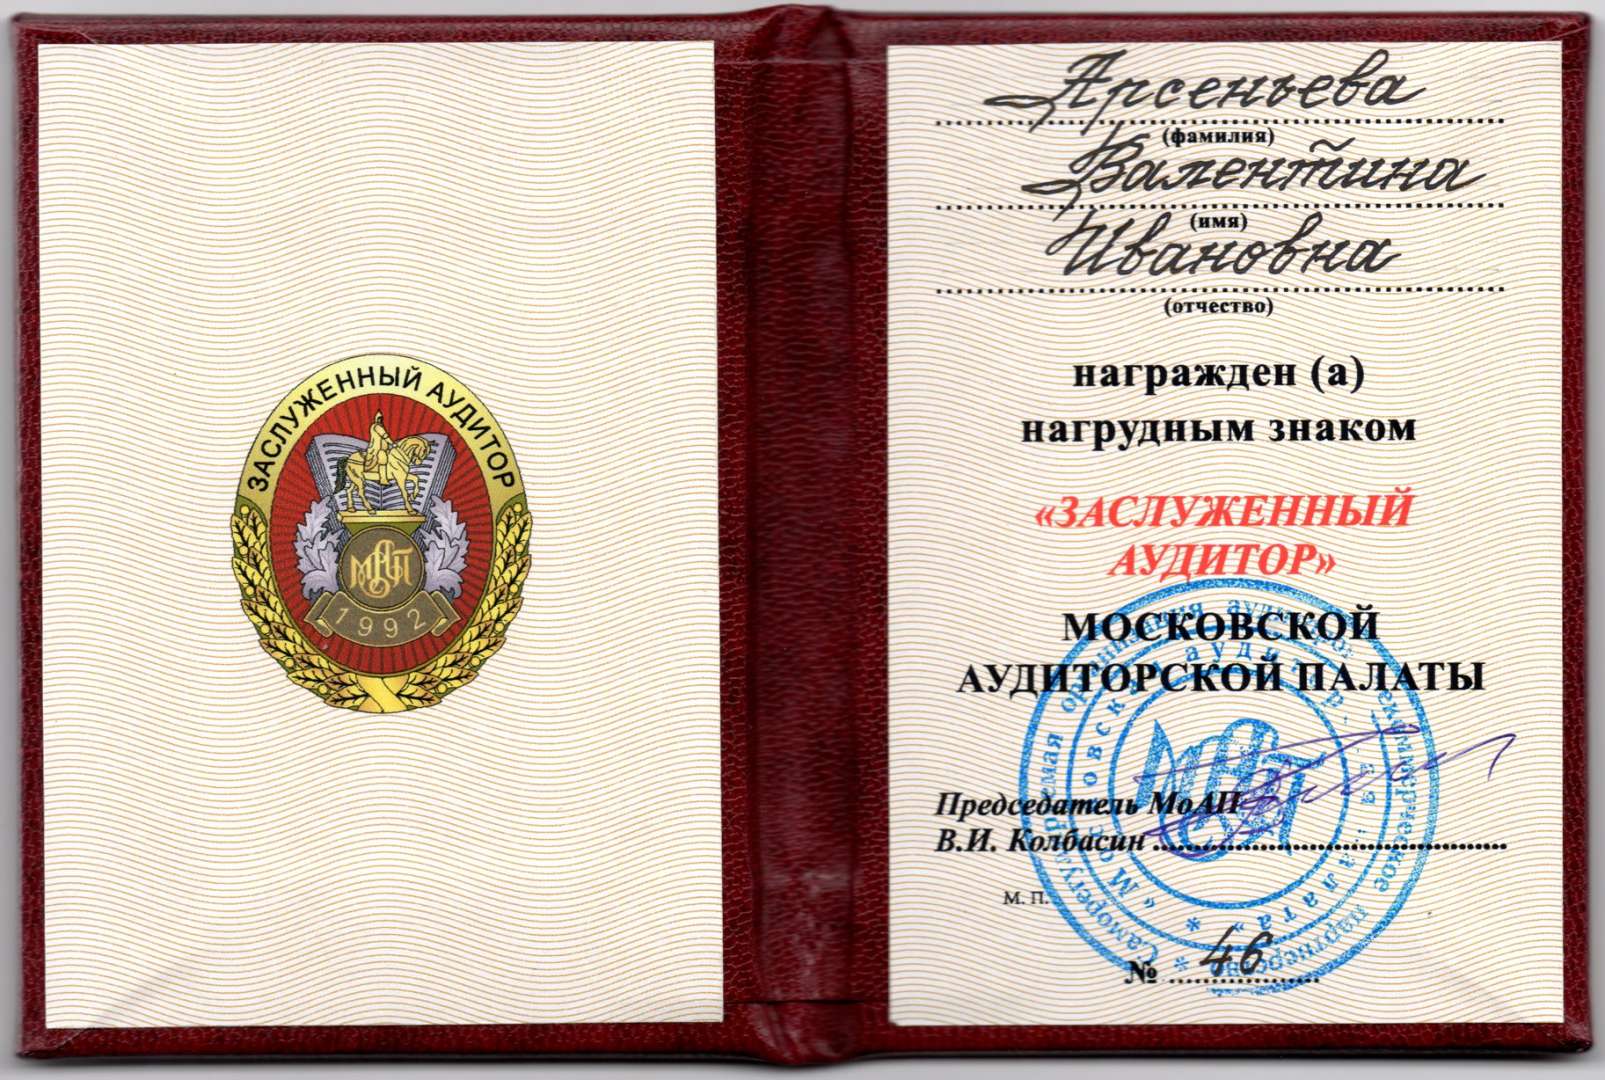 ЗАСЛУЖЕННЫЙ АУДИТОР
МАП
1992
Арсеньева
(фамилия)
Валентина
(имя)
Ивановна
(отчество)
награжден (а)
нагрудным знаком
«ЗАСЛУЖЕННЫЙ
АУДИТОР»
МОСКОВСКОЙ
АУДИТОРСКОЙ ПАЛАТЫ
Председатель МоАП
В.И. Колбасин
М. П.
№ 46